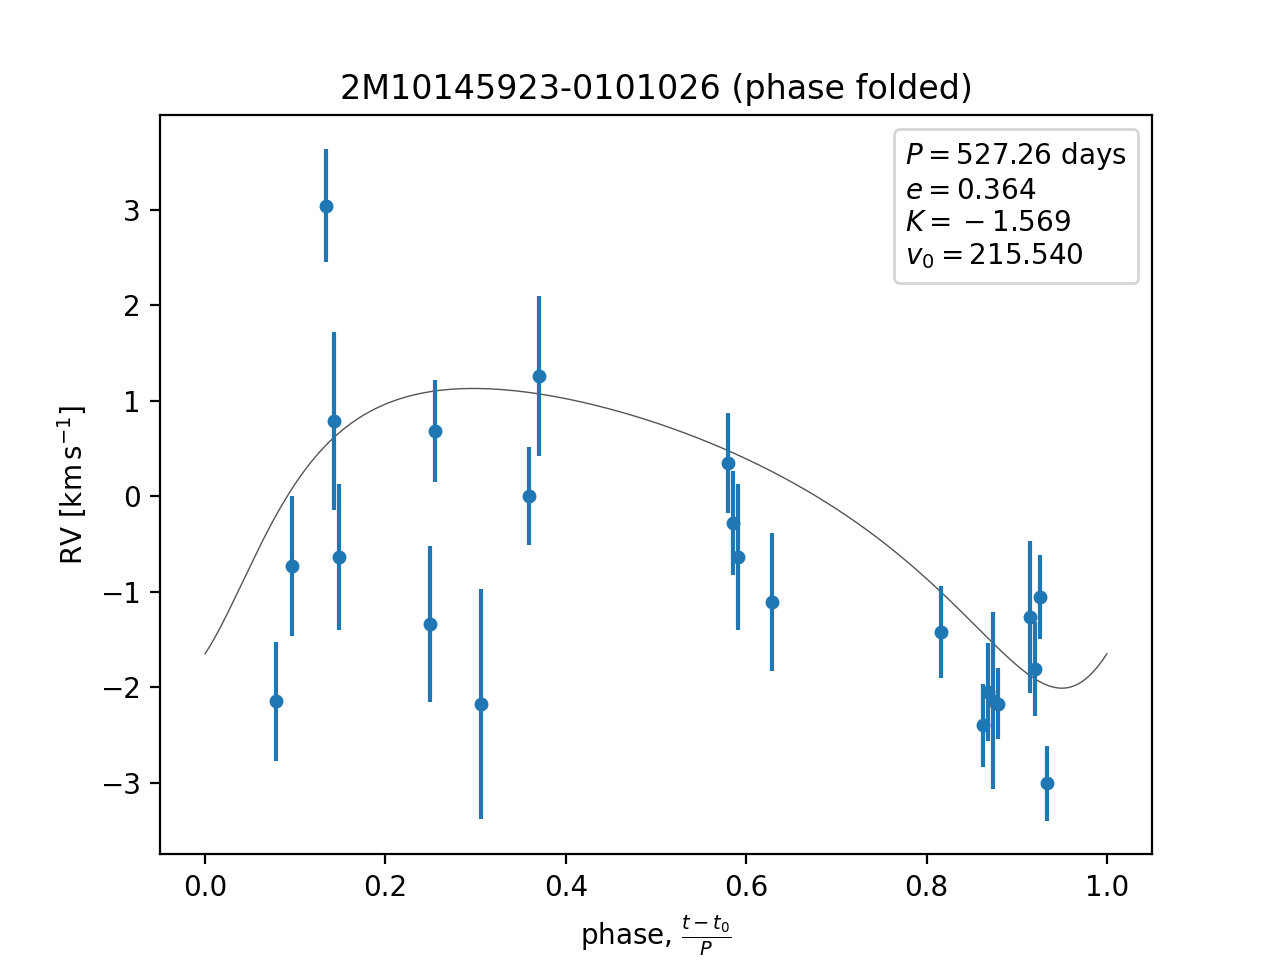 2M10145923-0101026 (phase folded)
P = 527.26 days
e = 0.364
K = −1.569
v₀ = 215.540
3
2
1
0
−1
−2
−3
RV [km s⁻¹]
0.0 0.2 0.4 0.6 0.8 1.0
phase, (t − t₀)/P